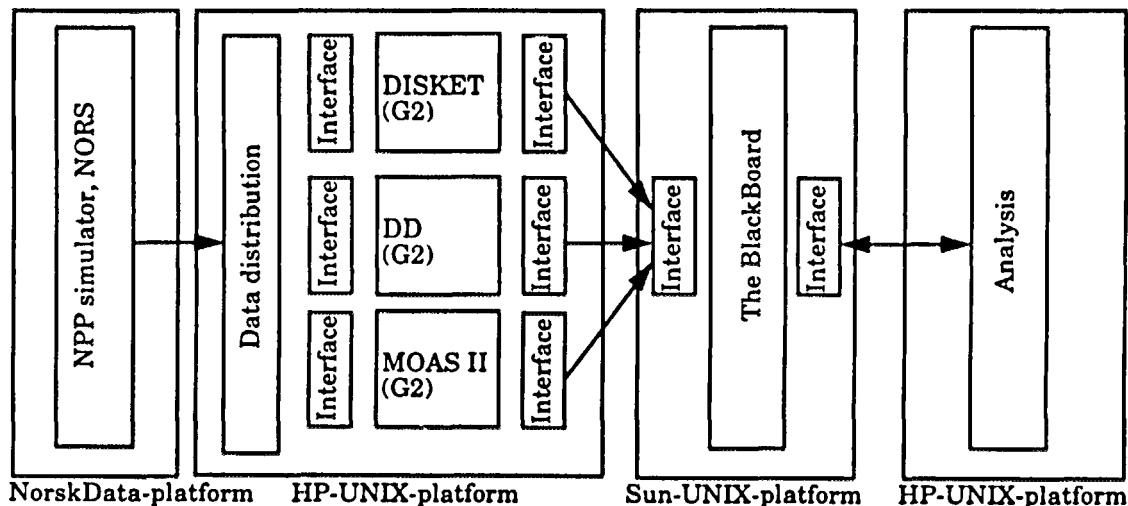 NPP simulator, NORS
Data distribution
Interface
DISKET
(G2)
Interface
Interface
DD
(G2)
Interface
Interface
MOAS II
(G2)
Interface
Interface
The BlackBoard
Interface
Analysis
NorskData-platform
HP-UNIX-platform
Sun-UNIX-platform
HP-UNIX-platform